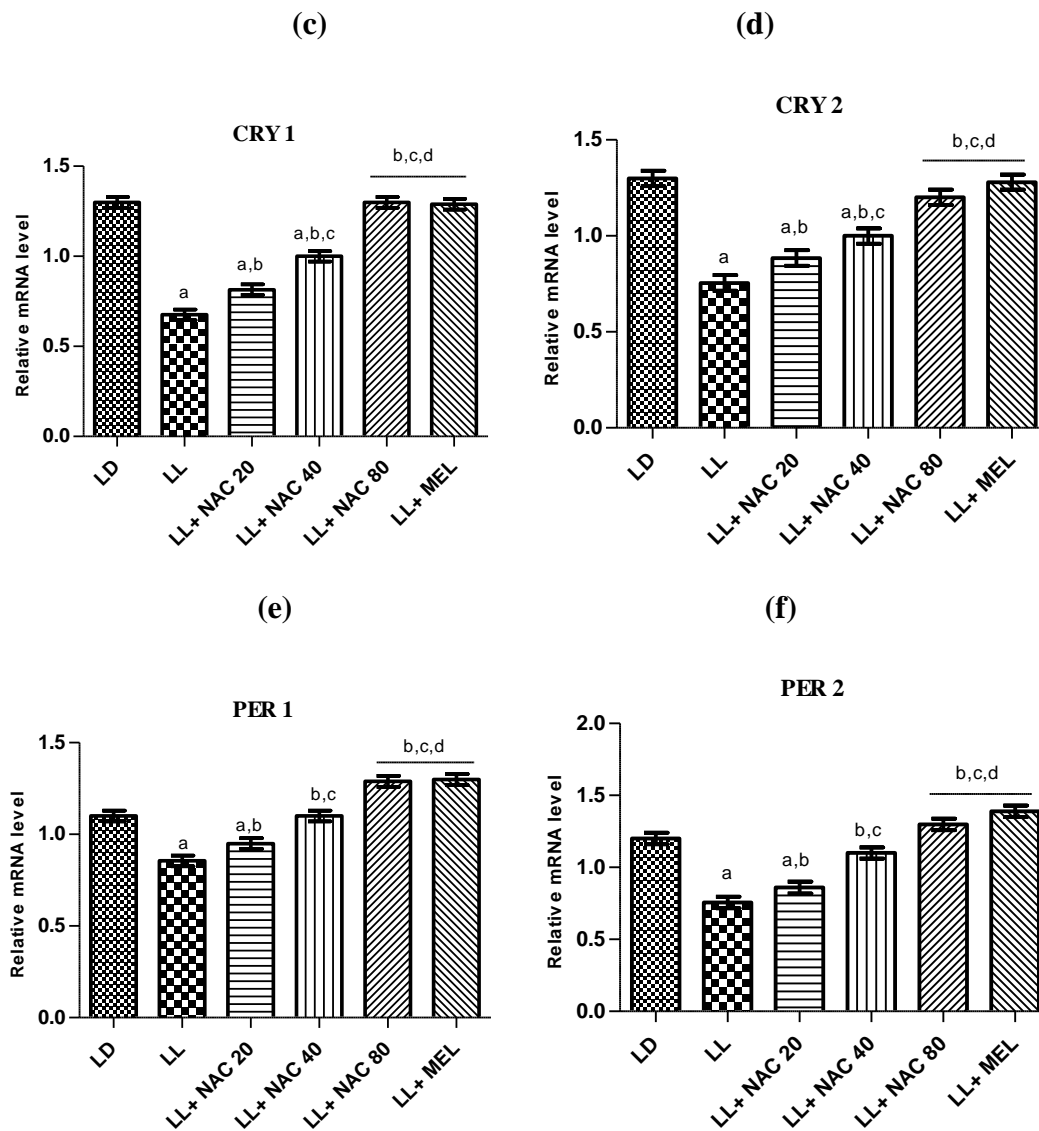 (c)
(d)
CRY 1
Relative mRNA level
1.5
1.0
0.5
0.0
a
a,b
a,b,c
b,c,d
LD
LL
LL+ NAC 20
LL+ NAC 40
LL+ NAC 80
LL+ MEL
CRY 2
Relative mRNA level
1.5
1.0
0.5
0.0
a
a,b
a,b,c
b,c,d
LD
LL
LL+ NAC 20
LL+ NAC 40
LL+ NAC 80
LL+ MEL
(e)
(f)
PER 1
Relative mRNA level
1.5
1.0
0.5
0.0
a
a,b
b,c
b,c,d
LD
LL
LL+ NAC 20
LL+ NAC 40
LL+ NAC 80
LL+ MEL
PER 2
Relative mRNA level
2.0
1.5
1.0
0.5
0.0
a
a,b
b,c
b,c,d
LD
LL
LL+ NAC 20
LL+ NAC 40
LL+ NAC 80
LL+ MEL